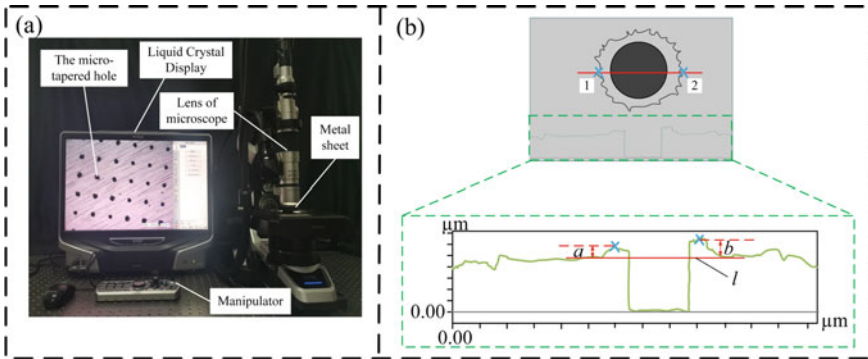 (a)
Liquid Crystal
Display
The micro-
tapered hole
Lens of
microscope
Metal
sheet
Manipulator
(b)
1
2
μm
a
b
l
0.00
0.00
μm